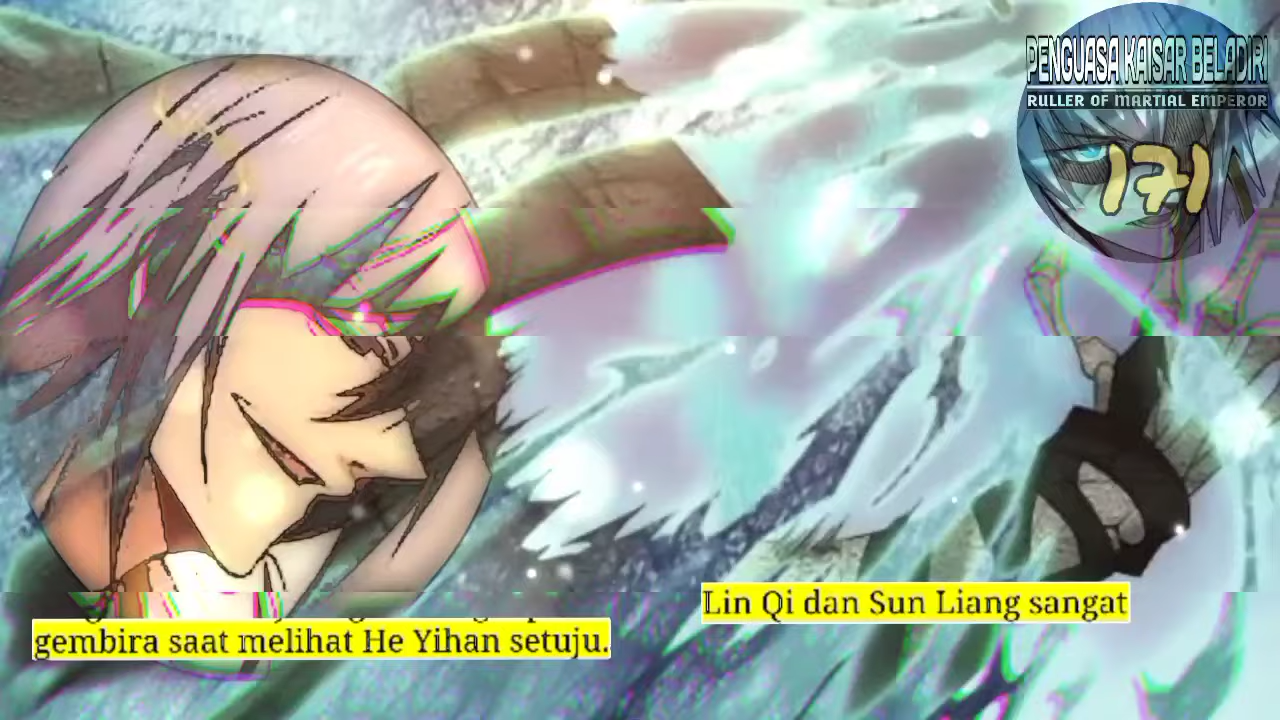 PENGUASA KAISAR BELADIRI
RULLER OF MARTIAL EMPEROR
171
Lin Qi dan Sun Liang sangat
gembira saat melihat He Yihan setuju.